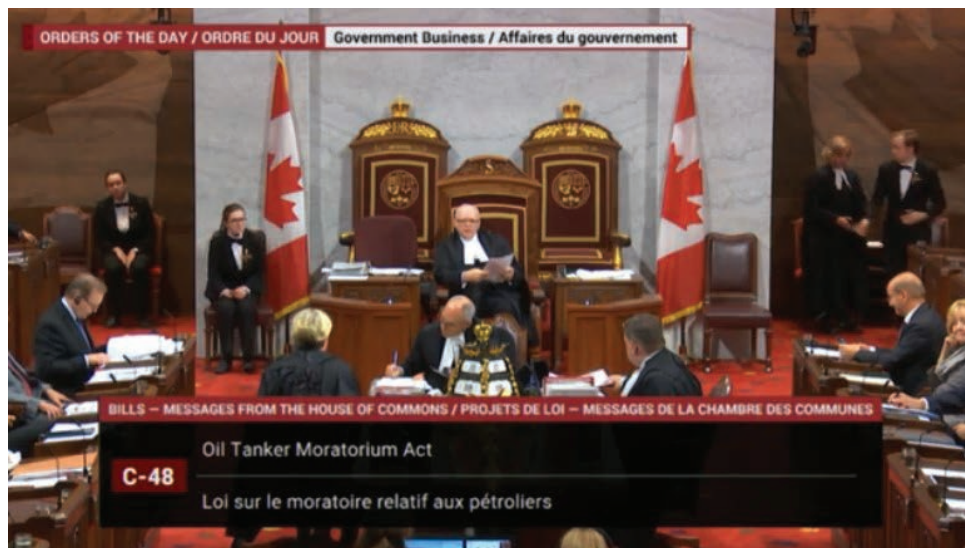 ORDERS OF THE DAY / ORDRE DU JOUR Government Business / Affaires du gouvernement
BILLS — MESSAGES FROM THE HOUSE OF COMMONS / PROJETS DE LOI — MESSAGES DE LA CHAMBRE DES COMMUNES
Oil Tanker Moratorium Act
C-48
Loi sur le moratoire relatif aux pétroliers